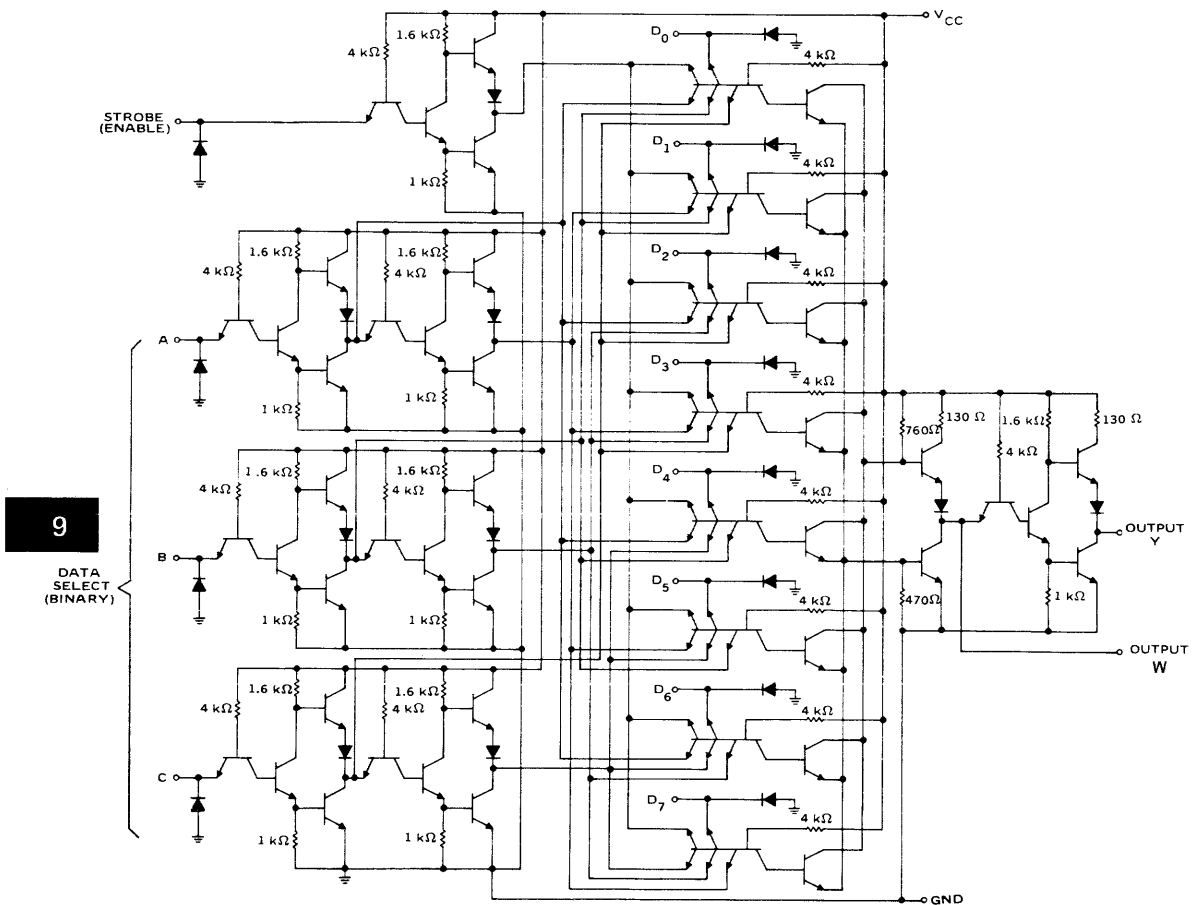 VCC
1.6 kΩ
4 kΩ
STROBE
(ENABLE)
1 kΩ
D0
4 kΩ
D1
4 kΩ
1.6 kΩ
4 kΩ
1.6 kΩ
4 kΩ
A
1 kΩ
1 kΩ
D2
4 kΩ
D3
4 kΩ
760Ω
130 Ω
1.6 kΩ
4 kΩ
130 Ω
1.6 kΩ
4 kΩ
1.6 kΩ
4 kΩ
9
B
DATA
SELECT
(BINARY)
1 kΩ
1 kΩ
D4
4 kΩ
D5
4 kΩ
470Ω
1 kΩ
OUTPUT
Y
OUTPUT
W
1.6 kΩ
4 kΩ
1.6 kΩ
4 kΩ
C
1 kΩ
1 kΩ
D6
4 kΩ
D7
4 kΩ
GND